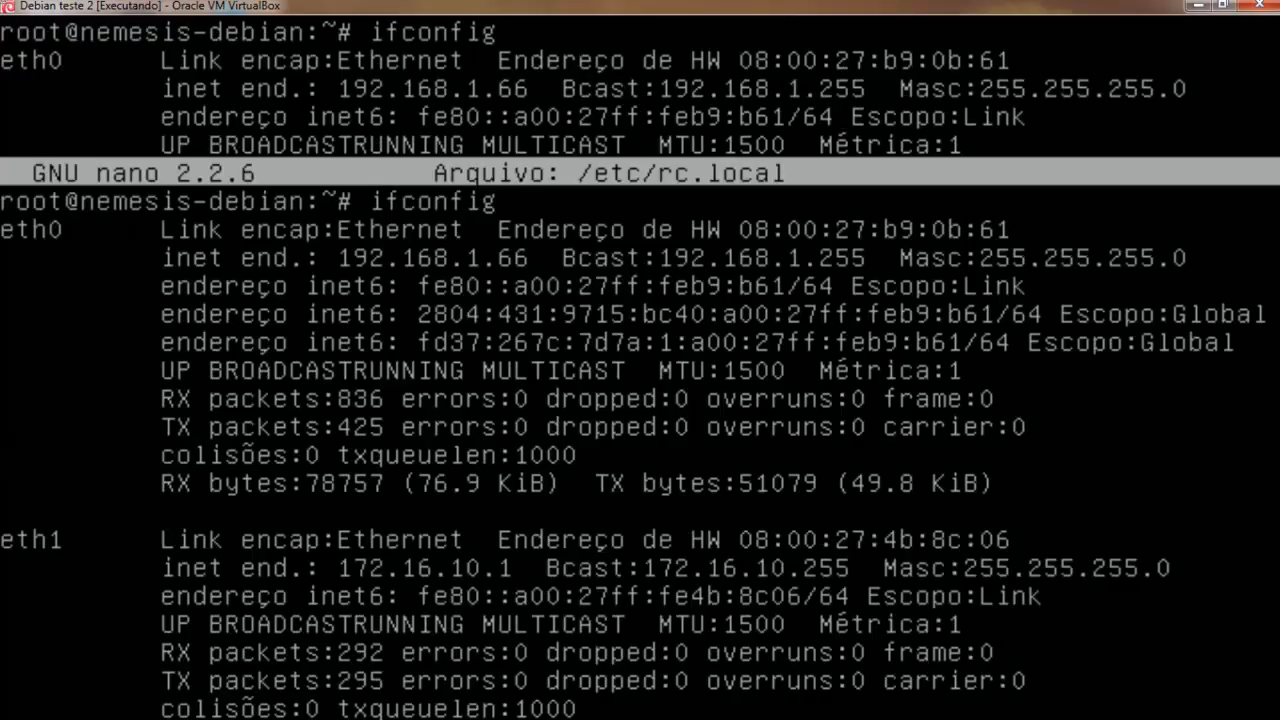 Debian teste 2 [Executando] - Oracle VM VirtualBox
root@nemesis-debian:~# ifconfig
eth0 Link encap:Ethernet Endereço de HW 08:00:27:b9:0b:61
inet end.: 192.168.1.66 Bcast:192.168.1.255 Masc:255.255.255.0
endereço inet6: fe80::a00:27ff:feb9:b61/64 Escopo:Link
UP BROADCASTRUNNING MULTICAST MTU:1500 Métrica:1
GNU nano 2.2.6 Arquivo: /etc/rc.local
root@nemesis-debian:~# ifconfig
eth0 Link encap:Ethernet Endereço de HW 08:00:27:b9:0b:61
inet end.: 192.168.1.66 Bcast:192.168.1.255 Masc:255.255.255.0
endereço inet6: fe80::a00:27ff:feb9:b61/64 Escopo:Link
endereço inet6: 2804:431:9715:bc40:a00:27ff:feb9:b61/64 Escopo:Global
endereço inet6: fd37:267c:7d7a:1:a00:27ff:feb9:b61/64 Escopo:Global
UP BROADCASTRUNNING MULTICAST MTU:1500 Métrica:1
RX packets:836 errors:0 dropped:0 overruns:0 frame:0
TX packets:425 errors:0 dropped:0 overruns:0 carrier:0
colisões:0 txqueuelen:1000
RX bytes:78757 (76.9 KiB) TX bytes:51079 (49.8 KiB)
eth1 Link encap:Ethernet Endereço de HW 08:00:27:4b:8c:06
inet end.: 172.16.10.1 Bcast:172.16.10.255 Masc:255.255.255.0
endereço inet6: fe80::a00:27ff:fe4b:8c06/64 Escopo:Link
UP BROADCASTRUNNING MULTICAST MTU:1500 Métrica:1
RX packets:292 errors:0 dropped:0 overruns:0 frame:0
TX packets:295 errors:0 dropped:0 overruns:0 carrier:0
colisões:0 txqueuelen:1000